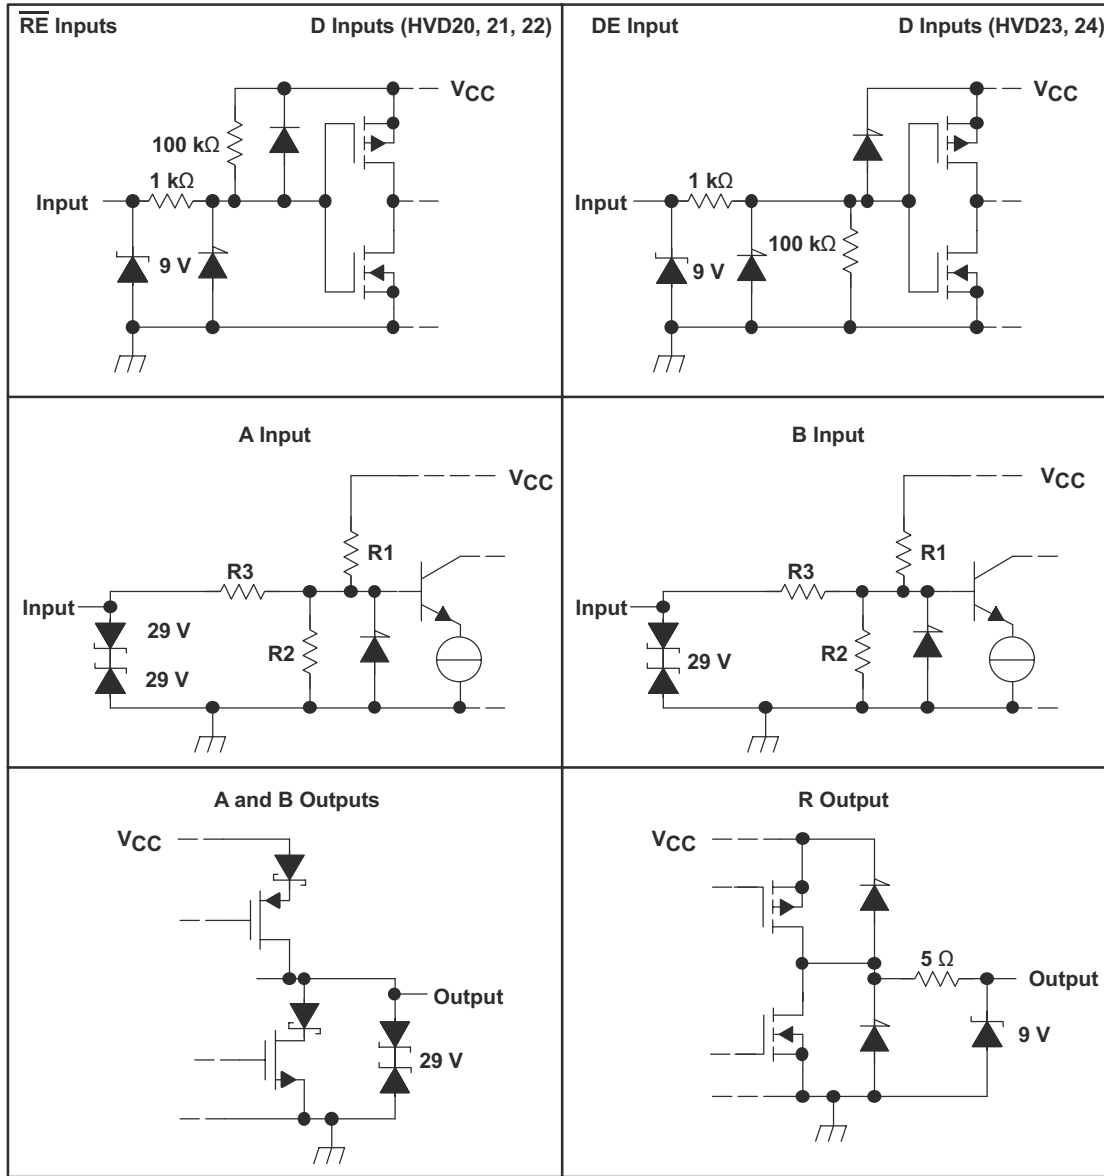 RE Inputs D Inputs (HVD20, 21, 22)
VCC
100 kΩ
1 kΩ
Input
9 V
DE Input D Inputs (HVD23, 24)
VCC
1 kΩ
Input
100 kΩ
9 V
A Input
VCC
R1
R3
Input
29 V
R2
29 V
B Input
VCC
R1
R3
Input
R2
29 V
A and B Outputs
VCC
Output
29 V
R Output
VCC
5 Ω
Output
9 V